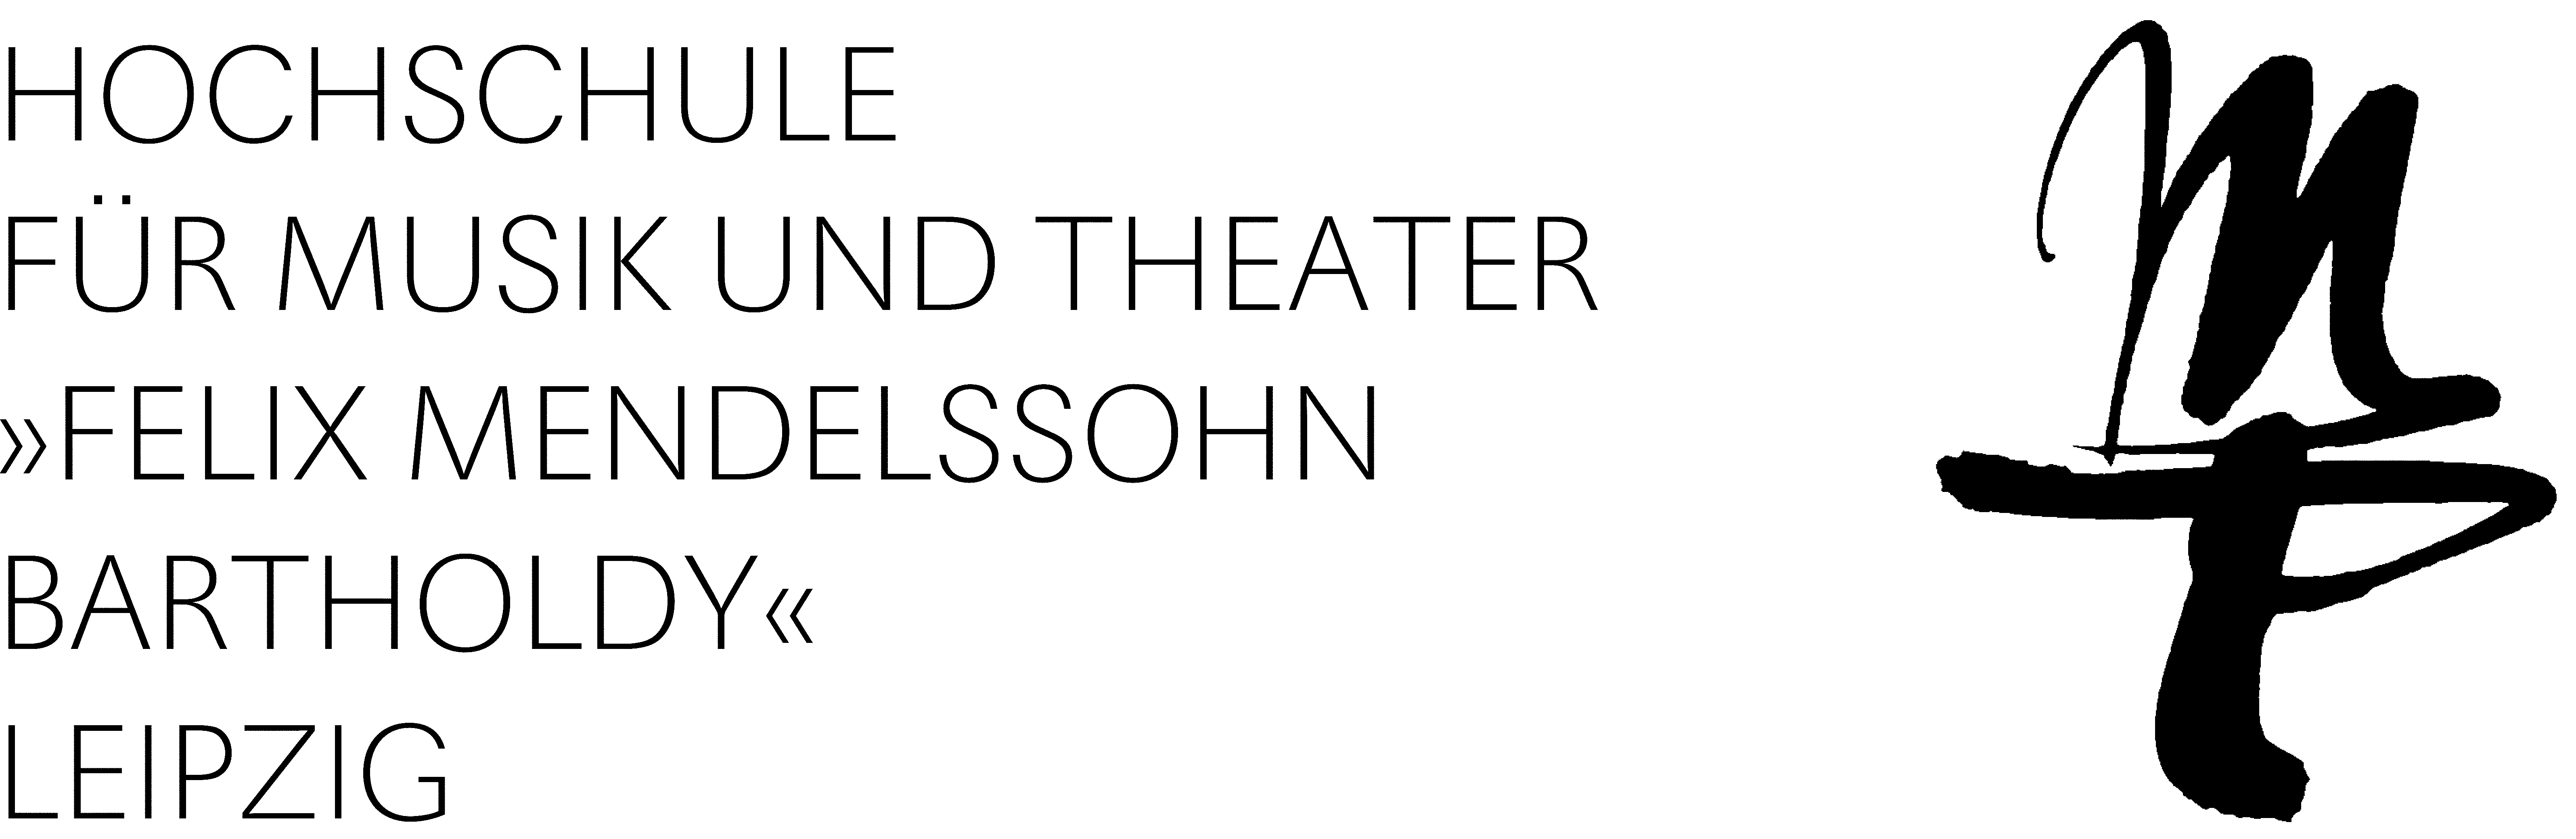 HOCHSCHULE
FÜR MUSIK UND THEATER
»FELIX MENDELSSOHN
BARTHOLDY«
LEIPZIG